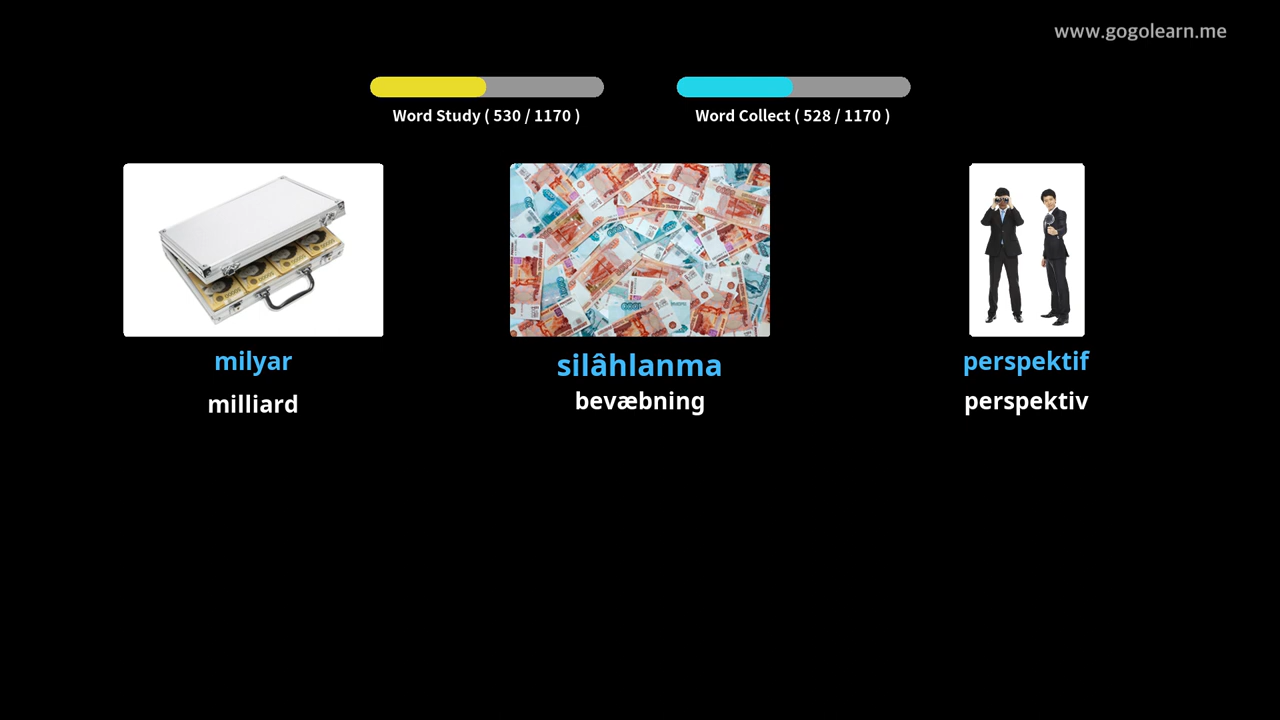 www.gogolearn.me
Word Study ( 530 / 1170 )
Word Collect ( 528 / 1170 )
milyar
milliard
silâhlanma
bevæbning
perspektif
perspektiv